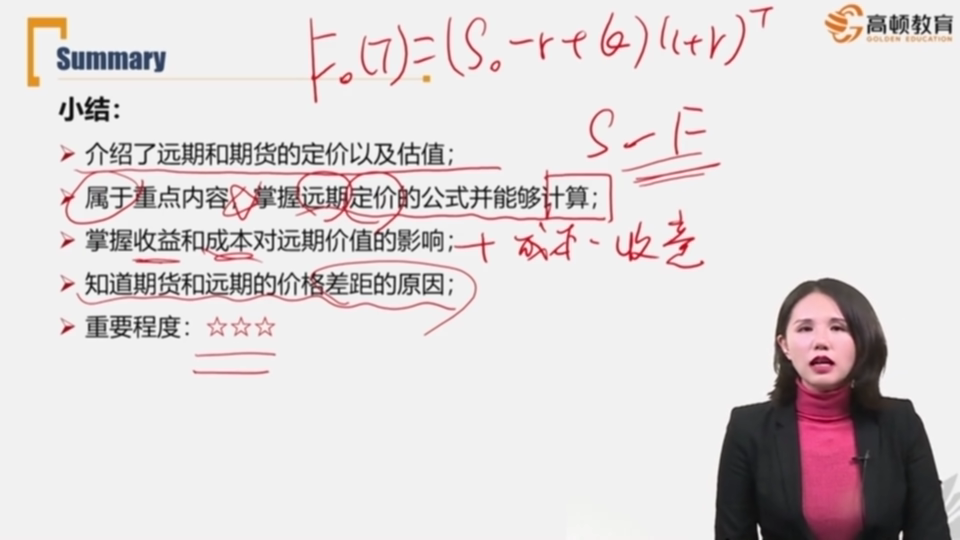 Summary
F₀(T)=(S₀-r+θ)(1+r)ᵀ
高顿教育
GOLDEN EDUCATION
小结：
介绍了远期和期货的定价以及估值；
S - F
属于重点内容，掌握远期定价的公式并能够计算；
掌握收益和成本对远期价值的影响；
+ 成本 - 收益
知道期货和远期的价格差距的原因；
重要程度：☆☆☆